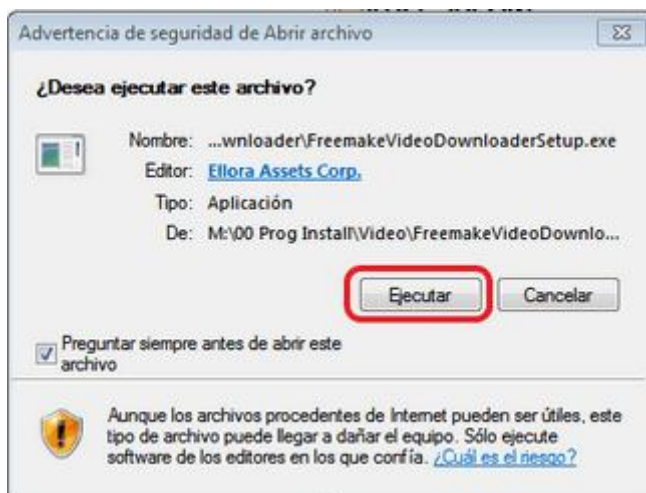 Advertencia de seguridad de Abrir archivo
¿Desea ejecutar este archivo?
Nombre: ...wnloader\FreemakeVideoDownloaderSetup.exe
Editor: Ellora Assets Corp.
Tipo: Aplicación
De: M:\00 Prog Install\Video\FreemakeVideoDownlo...
Ejecutar Cancelar
Preguntar siempre antes de abrir este
archivo
Aunque los archivos procedentes de Internet pueden ser útiles, este
tipo de archivo puede llegar a dañar el equipo. Sólo ejecute
software de los editores en los que confía. ¿Cuál es el riesgo?